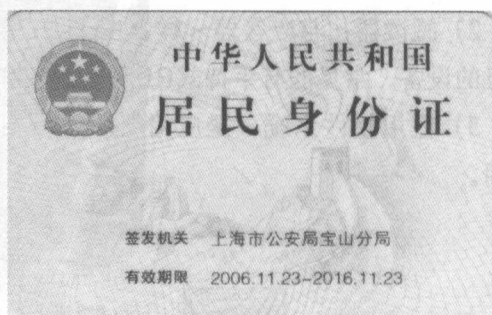 中华人民共和国
居民身份证
签发机关 上海市公安局宝山分局
有效期限 2006.11.23-2016.11.23